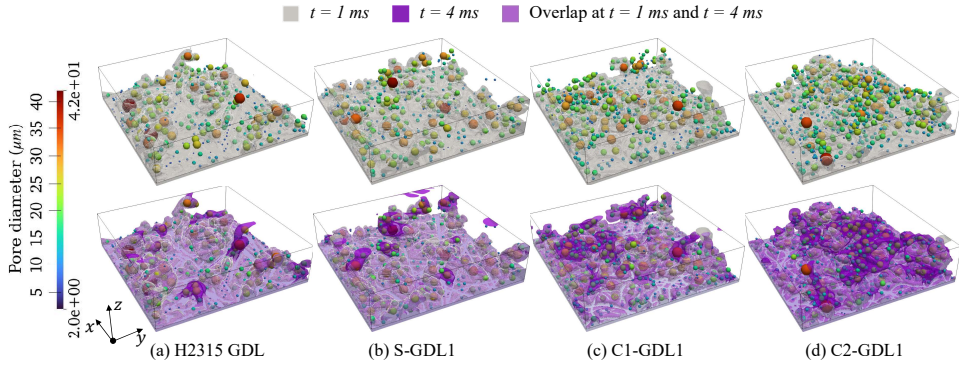 t = 1 ms t = 4 ms Overlap at t = 1 ms and t = 4 ms
Pore diameter (μm)
4.2e+01
40
35
30
25
20
15
10
5
2.0e+00
z
x
y
(a) H2315 GDL (b) S-GDL1 (c) C1-GDL1 (d) C2-GDL1